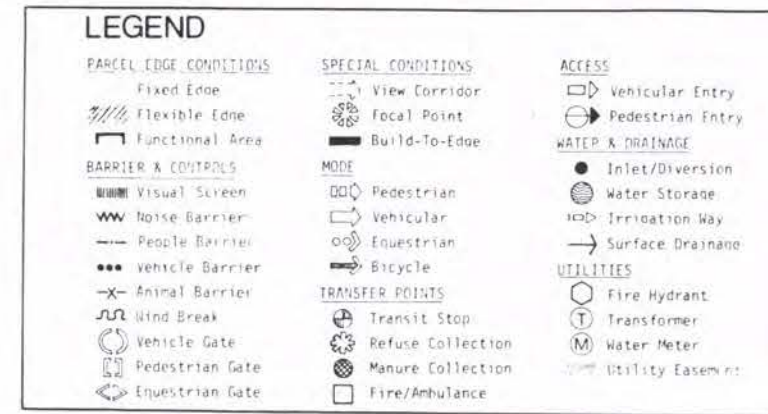 LEGEND
PARCEL EDGE CONDITIONS
Fixed Edge
Flexible Edge
Functional Area
BARRIER & CONTROLS
Visual Screen
Noise Barrier
People Barrier
Vehicle Barrier
-X- Animal Barrier
Wind Break
Vehicle Gate
Pedestrian Gate
Equestrian Gate
SPECIAL CONDITIONS
View Corridor
Focal Point
Build-To-Edge
MODE
Pedestrian
Vehicular
Equestrian
Bicycle
TRANSFER POINTS
Transit Stop
Refuse Collection
Manure Collection
Fire/Ambulance
ACCESS
Vehicular Entry
Pedestrian Entry
WATER & DRAINAGE
Inlet/Diversion
Water Storage
Irrigation Way
Surface Drainage
UTILITIES
Fire Hydrant
T Transformer
M Water Meter
Utility Easement